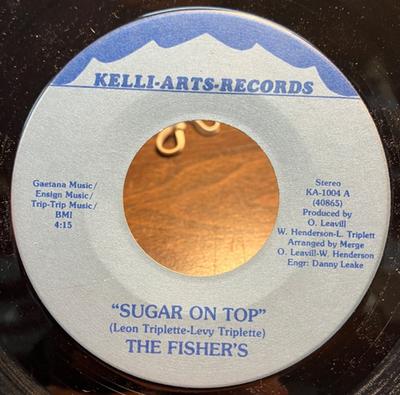 KELLI-ARTS-RECORDS
Gaetana Music/
Ensign Music/
Trip-Trip Music/
BMI
4:15
Stereo
KA-1004 A
(40865)
Produced by
O. Leavill
W. Henderson-L. Triplett
Arranged by Merge
O. Leavill-W. Henderson
Engr: Danny Leake
"SUGAR ON TOP"
(Leon Triplette-Levy Triplette)
THE FISHER'S